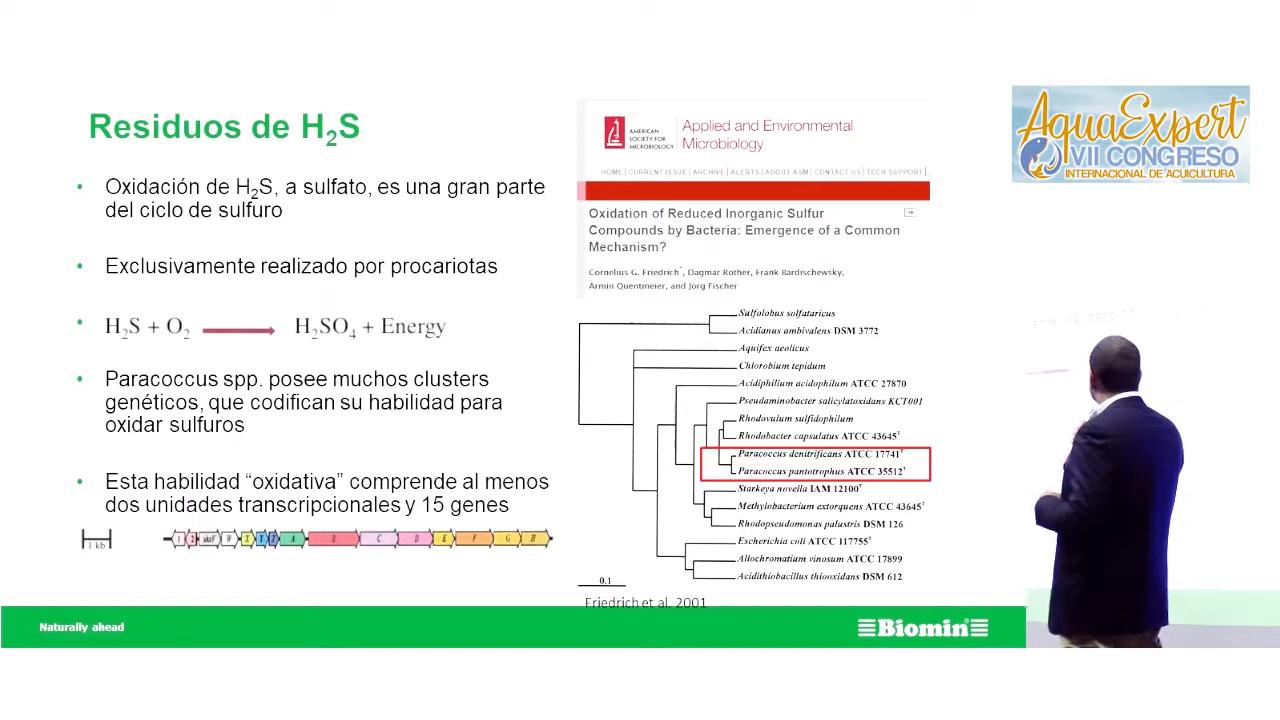 Residuos de H2S
• Oxidación de H2S, a sulfato, es una gran parte
del ciclo de sulfuro
• Exclusivamente realizado por procariotas
• H2S + O2 H2SO4 + Energy
• Paracoccus spp. posee muchos clusters
genéticos, que codifican su habilidad para
oxidar sulfuros
• Esta habilidad “oxidativa” comprende al menos
dos unidades transcripcionales y 15 genes
1 kb
1 2 W X Y Z A B C D E F G H
AMERICAN
SOCIETY FOR
MICROBIOLOGY
Applied and Environmental
Microbiology
HOME | CURRENT ISSUE | ARCHIVE | ALERTS | ABOUT ASM | CONTACT US | TECH SUPPORT |
Oxidation of Reduced Inorganic Sulfur
Compounds by Bacteria: Emergence of a Common
Mechanism?
Cornelius G. Friedrich*, Dagmar Rother, Frank Bardischewsky,
Armin Quentmeier, and Jörg Fischer
Sulfolobus solfataricus
Acidianus ambivalens DSM 3772
Aquifex aeolicus
Chlorobium tepidum
Acidiphilium acidophilum ATCC 27870
Pseudaminobacter salicylatoxidans KCT001
Rhodovulum sulfidophilum
Rhodobacter capsulatus ATCC 43645T
Paracoccus denitrificans ATCC 17741T
Paracoccus pantotrophus ATCC 35512T
Starkeya novella IAM 12100T
Methylobacterium extorquens ATCC 43645T
Rhodopseudomonas palustris DSM 126
Escherichia coli ATCC 117755T
Allochromatium vinosum ATCC 17899
Acidithiobacillus thiooxidans DSM 612
0.1
Friedrich et al. 2001
Naturally ahead
Biomin®
AquaExpert
VII CONGRESO
INTERNACIONAL DE ACUICULTURA